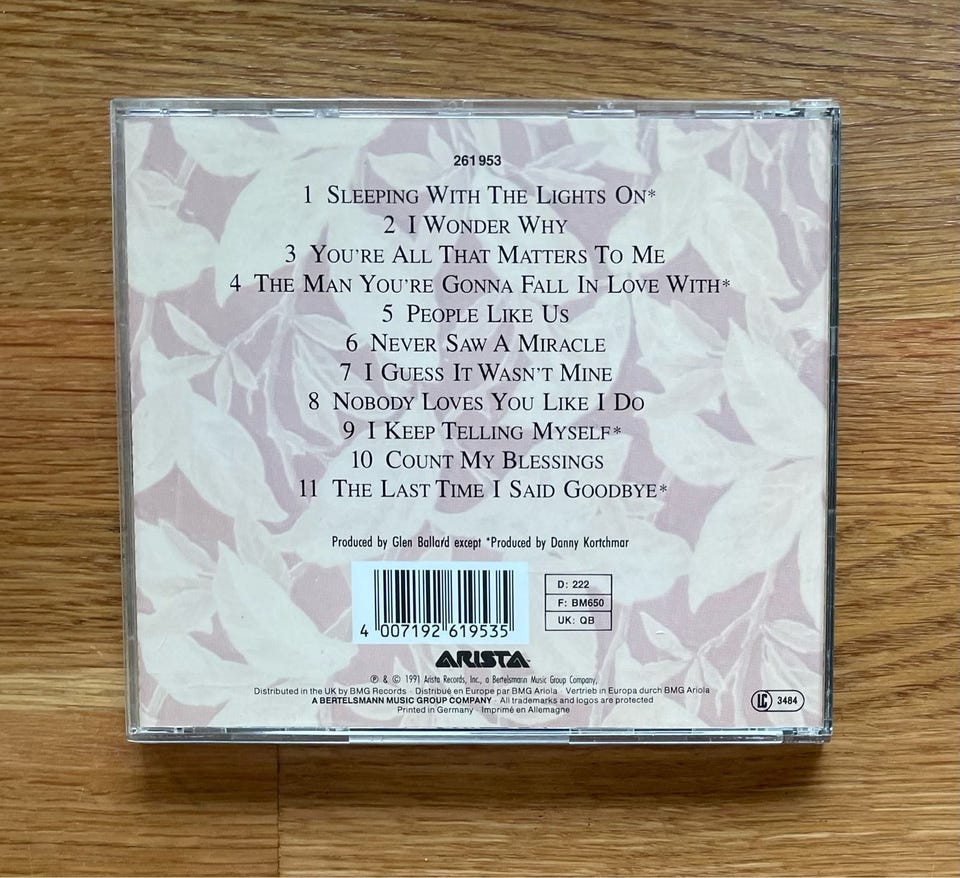 261 953
1 SLEEPING WITH THE LIGHTS ON*
2 I WONDER WHY
3 YOU'RE ALL THAT MATTERS TO ME
4 THE MAN YOU'RE GONNA FALL IN LOVE WITH*
5 PEOPLE LIKE US
6 NEVER SAW A MIRACLE
7 I GUESS IT WASN'T MINE
8 NOBODY LOVES YOU LIKE I DO
9 I KEEP TELLING MYSELF*
10 COUNT MY BLESSINGS
11 THE LAST TIME I SAID GOODBYE*
Produced by Glen Ballard except *Produced by Danny Kortchmar
4 007192 619535
D: 222
F: BM650
UK: QB
ARISTA
℗ & © 1991 Arista Records, Inc., a Bertelsmann Music Group Company,
Distributed in the UK by BMG Records · Distribué en Europe par BMG Ariola · Vertrieb in Europa durch BMG Ariola
A BERTELSMANN MUSIC GROUP COMPANY · All trademarks and logos are protected
Printed in Germany · Imprimé en Allemagne
LC 3484